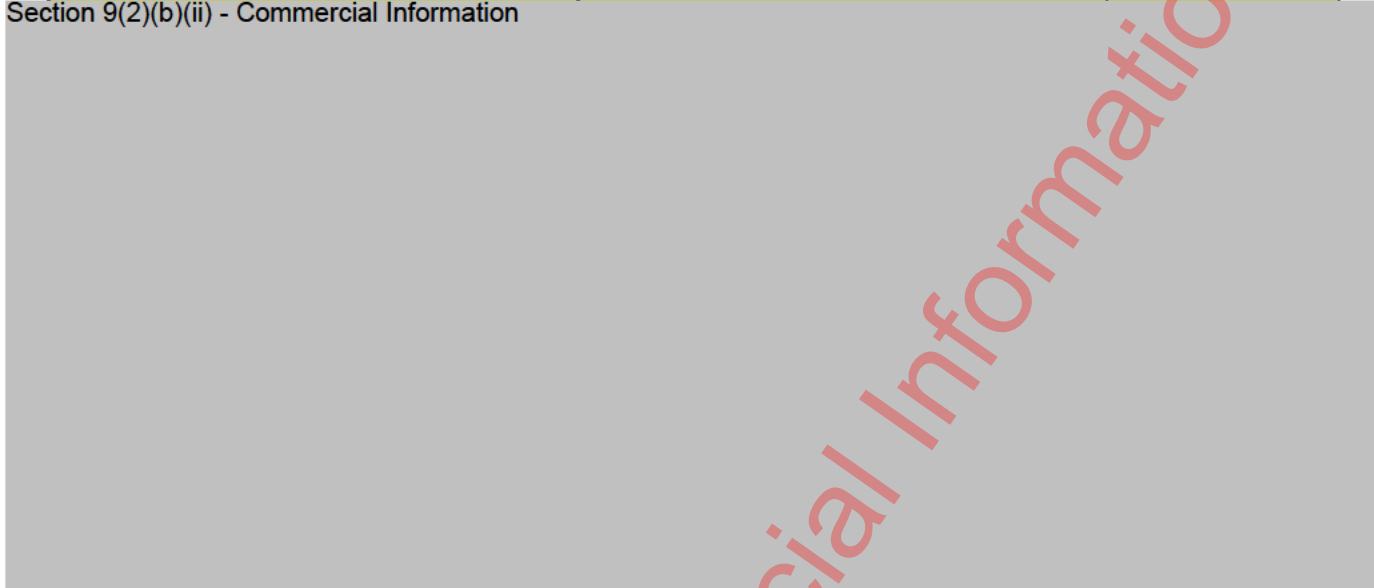 Section 9(2)(b)(ii) - Commercial Information
cial Informatio